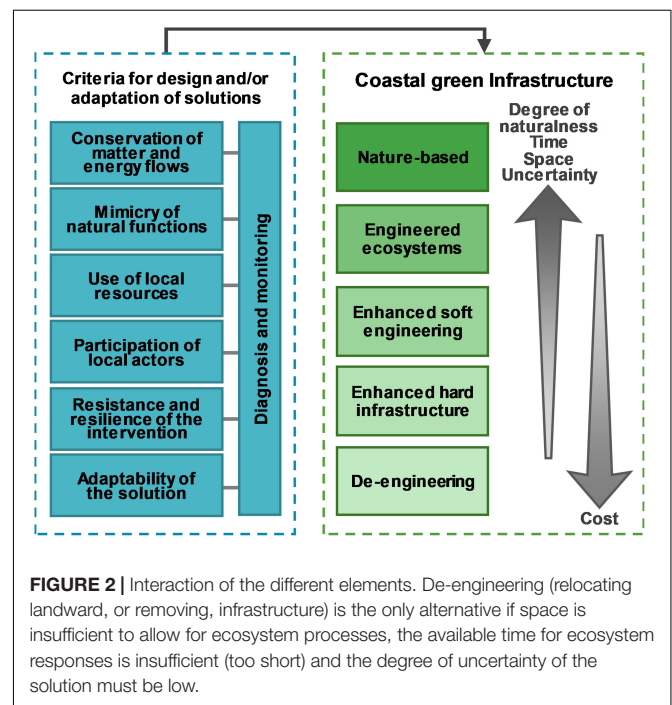 Criteria for design and/or
adaptation of solutions
Conservation of
matter and
energy flows
Mimicry of
natural functions
Use of local
resources
Participation of
local actors
Resistance and
resilience of the
intervention
Adaptability of
the solution
Diagnosis and monitoring
Coastal green Infrastructure
Nature-based
Engineered
ecosystems
Enhanced soft
engineering
Enhanced hard
infrastructure
De-engineering
Degree of
naturalness
Time
Space
Uncertainty
Cost
FIGURE 2 | Interaction of the different elements. De-engineering (relocating
landward, or removing, infrastructure) is the only alternative if space is
insufficient to allow for ecosystem processes, the available time for ecosystem
responses is insufficient (too short) and the degree of uncertainty of the
solution must be low.